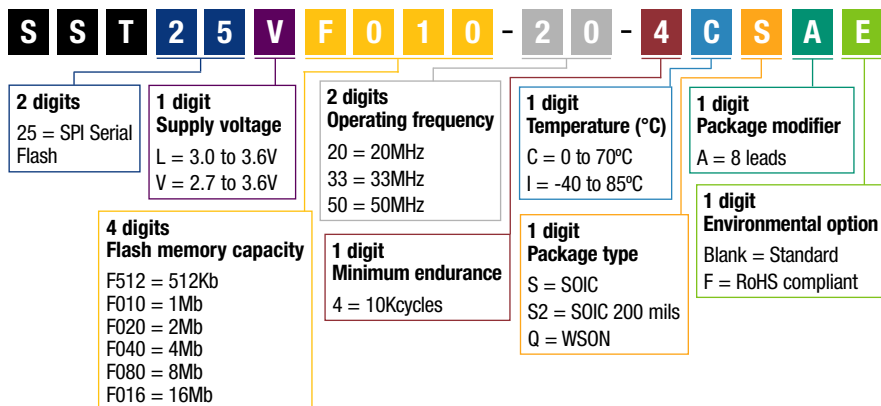 SST25VF010-20-4CSAE
2 digits
25 = SPI Serial
Flash
1 digit
Supply voltage
L = 3.0 to 3.6V
V = 2.7 to 3.6V
4 digits
Flash memory capacity
F512 = 512Kb
F010 = 1Mb
F020 = 2Mb
F040 = 4Mb
F080 = 8Mb
F016 = 16Mb
2 digits
Operating frequency
20 = 20MHz
33 = 33MHz
50 = 50MHz
1 digit
Minimum endurance
4 = 10Kcycles
1 digit
Temperature (°C)
C = 0 to 70ºC
I = -40 to 85ºC
1 digit
Package type
S = SOIC
S2 = SOIC 200 mils
Q = WSON
1 digit
Package modifier
A = 8 leads
1 digit
Environmental option
Blank = Standard
F = RoHS compliant